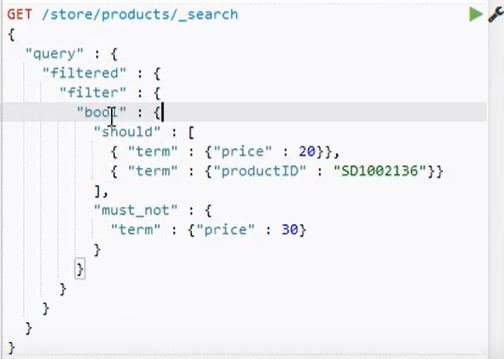 GET /store/products/_search
{
  "query" : {
    "filtered" : {
      "filter" : {
        "bool" : {
          "should" : [
            { "term" : {"price" : 20}},
            { "term" : {"productID" : "SD1002136"}}
          ],
          "must_not" : {
            "term" : {"price" : 30}
          }
        }
      }
    }
  }
}